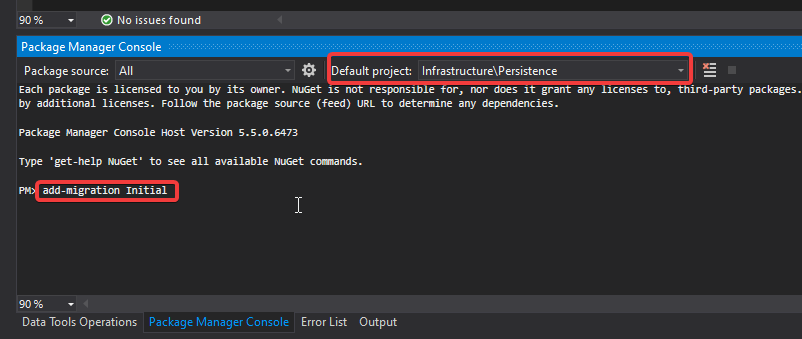 90 %
No issues found
Package Manager Console
Package source: All
Default project: Infrastructure\Persistence
Each package is licensed to you by its owner. NuGet is not responsible for, nor does it grant any licenses to, third-party packages.
by additional licenses. Follow the package source (feed) URL to determine any dependencies.
Package Manager Console Host Version 5.5.0.6473
Type 'get-help NuGet' to see all available NuGet commands.
PM> add-migration Initial
90 %
Data Tools Operations Package Manager Console Error List Output